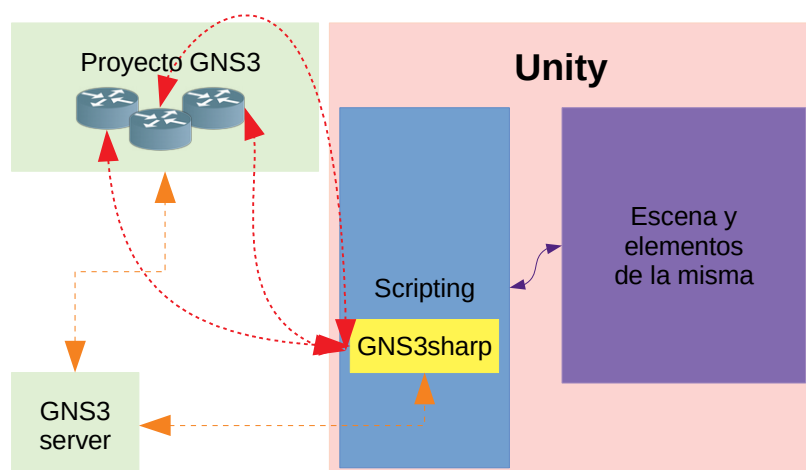 Proyecto GNS3
Unity
Escena y
elementos
de la misma
Scripting
GNS3sharp
GNS3
server